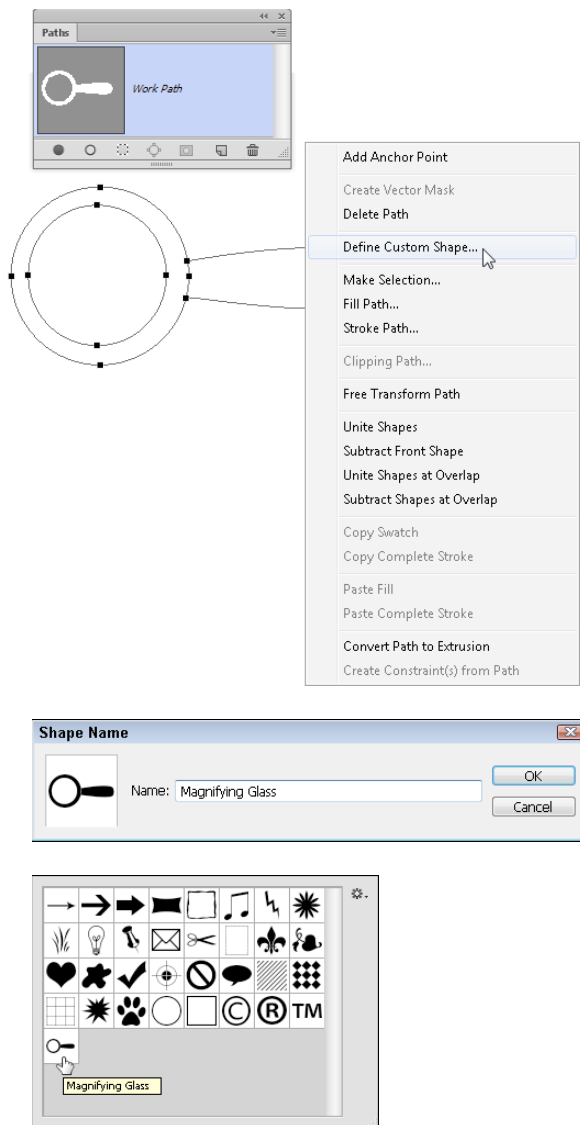 Paths
Work Path
Add Anchor Point
Create Vector Mask
Delete Path
Define Custom Shape...
Make Selection...
Fill Path...
Stroke Path...
Clipping Path...
Free Transform Path
Unite Shapes
Subtract Front Shape
Unite Shapes at Overlap
Subtract Shapes at Overlap
Copy Swatch
Copy Complete Stroke
Paste Fill
Paste Complete Stroke
Convert Path to Extrusion
Create Constraint(s) from Path
Shape Name
Name: Magnifying Glass
OK
Cancel
© ® TM
Magnifying Glass